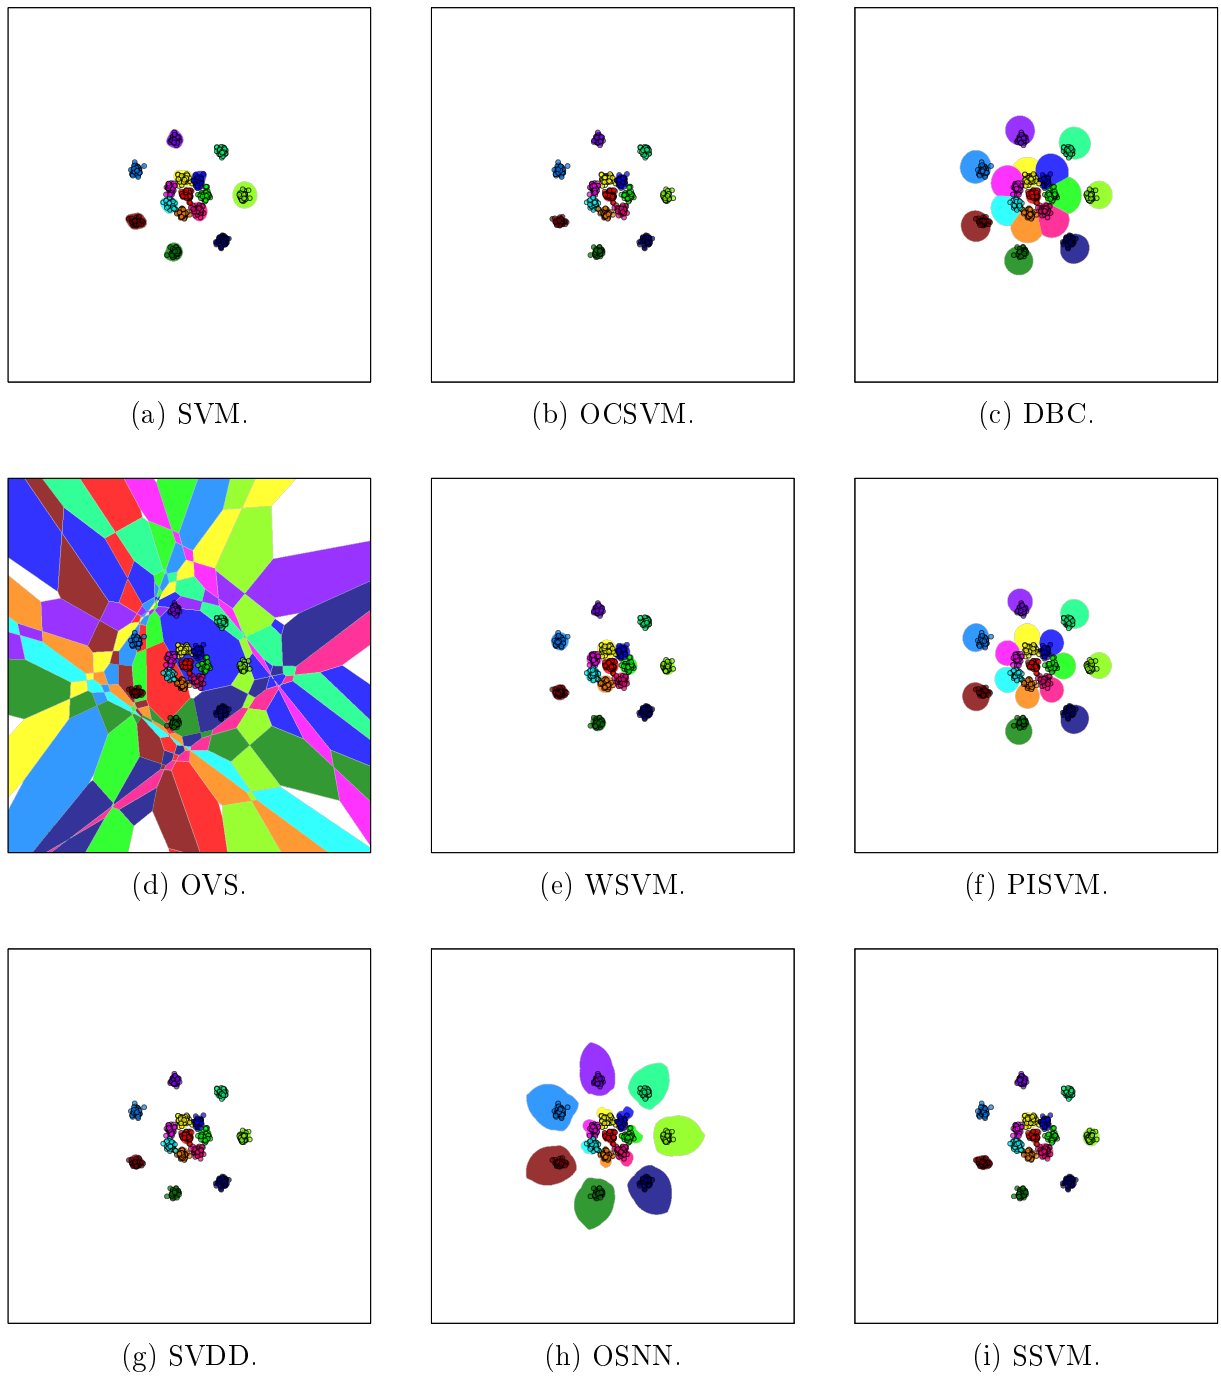 (a) SVM.
(b) OCSVM.
(c) DBC.
(d) OVS.
(e) WSVM.
(f) PISVM.
(g) SVDD.
(h) OSNN.
(i) SSVM.